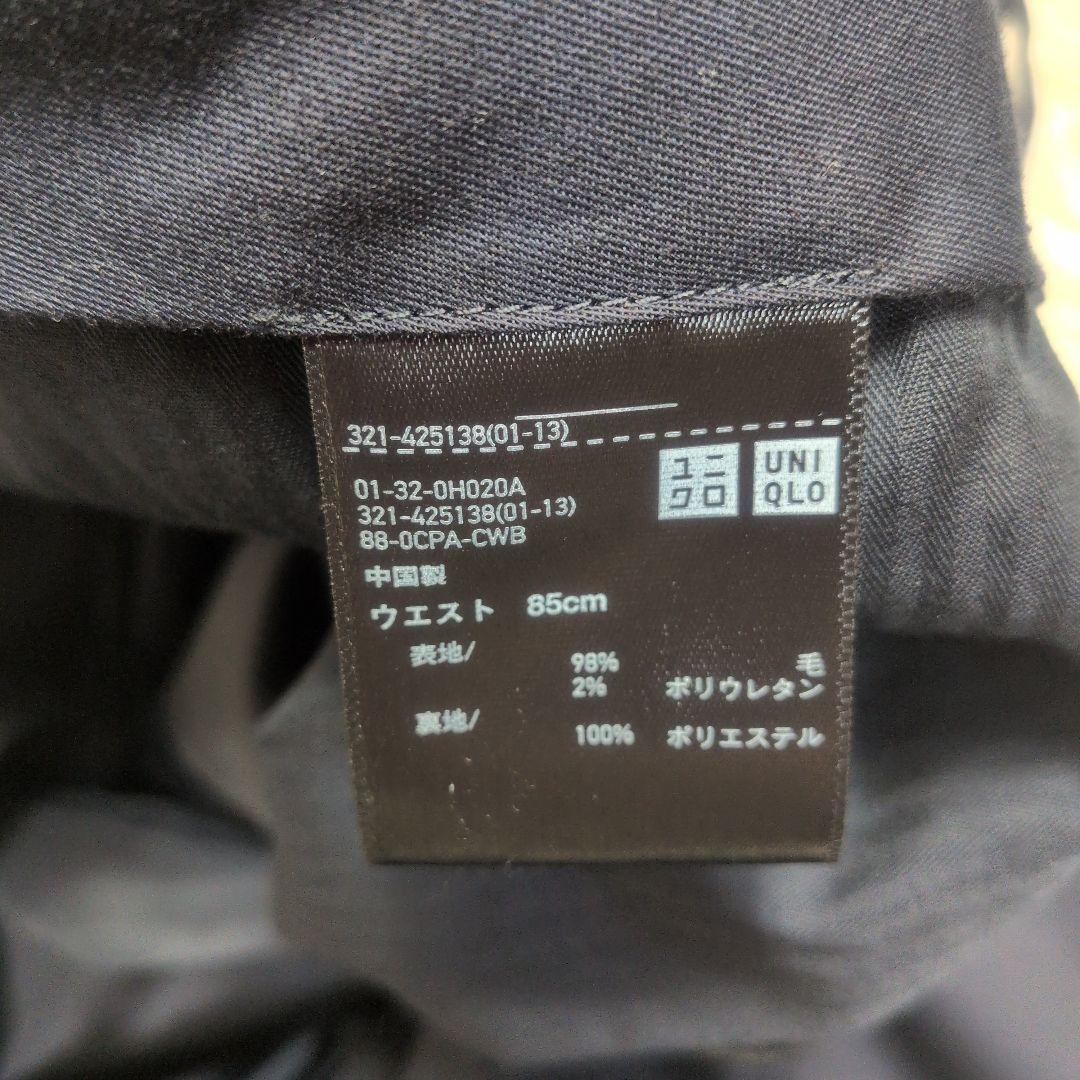 321-425138(01-13)
ユニ
クロ
UNI
QLO
01-32-0H020A
321-425138(01-13)
88-0CPA-CWB
中国製
ウエスト 85cm
表地/
98% 毛
2% ポリウレタン
裏地/
100% ポリエステル